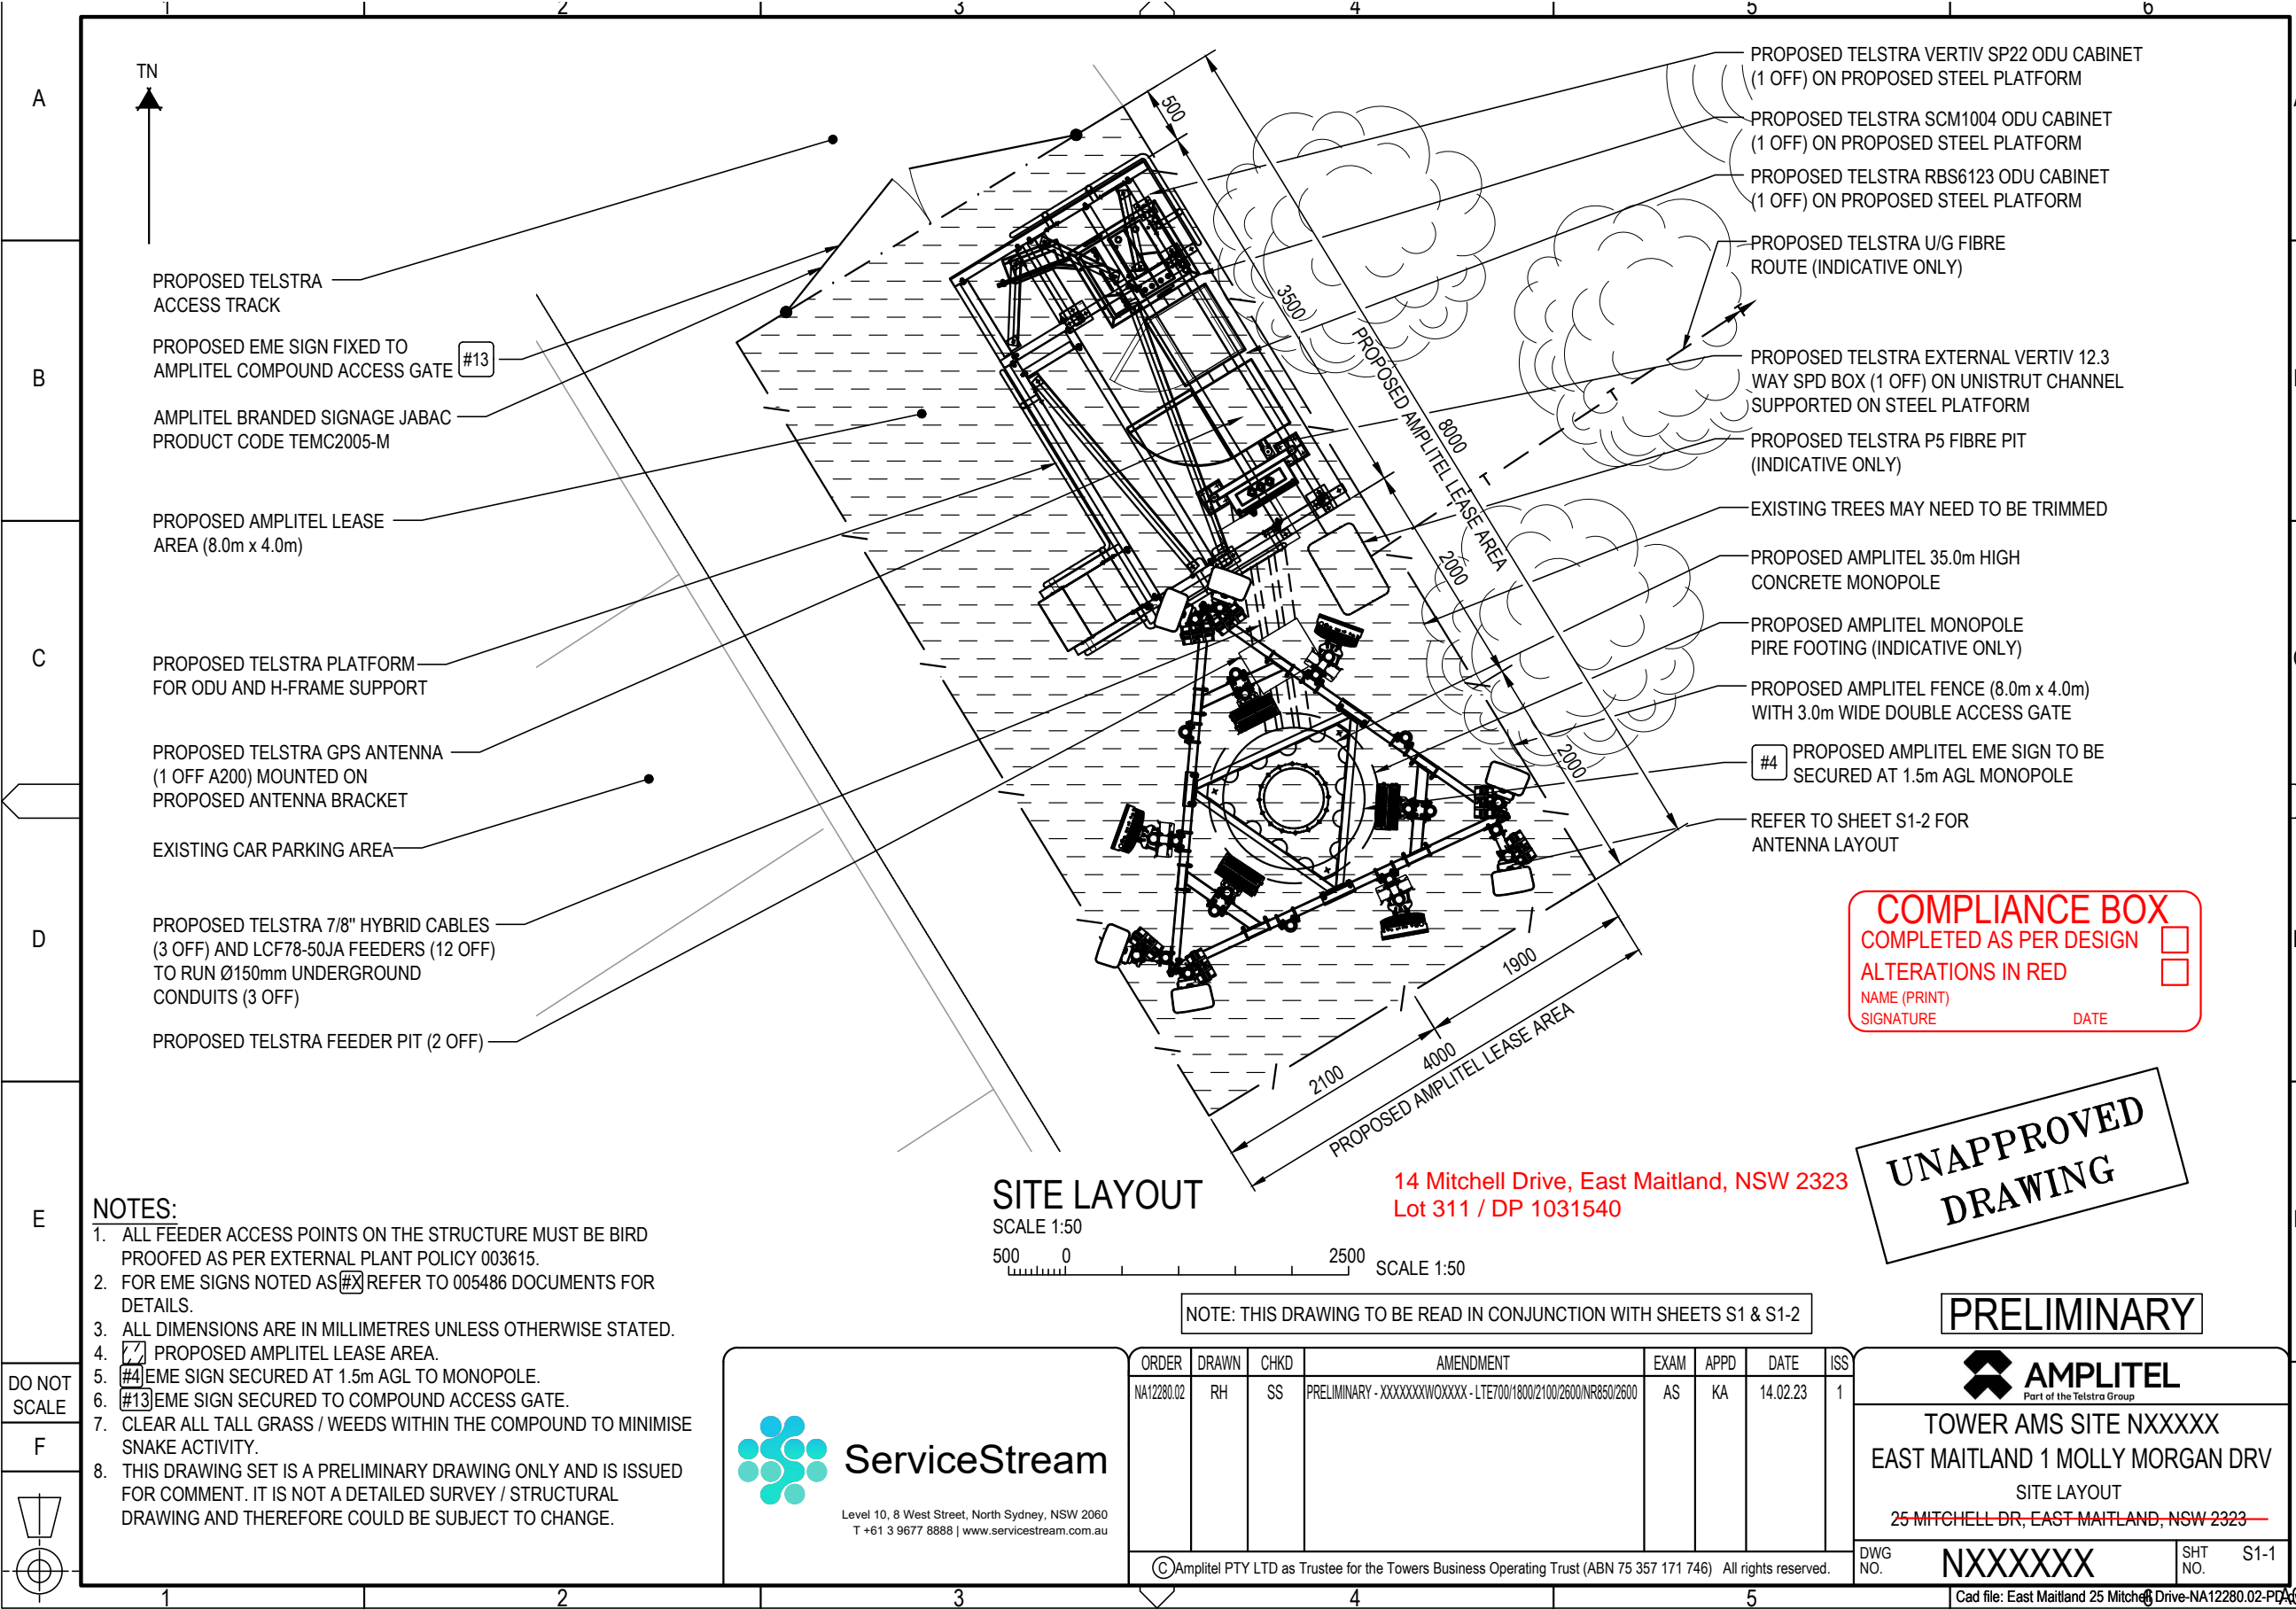 1 2 3 4 5 6
A
B
C
D
E
F
DO NOT
SCALE
TN
PROPOSED TELSTRA
ACCESS TRACK
PROPOSED EME SIGN FIXED TO
AMPLITEL COMPOUND ACCESS GATE #13
AMPLITEL BRANDED SIGNAGE JABAC
PRODUCT CODE TEMC2005-M
PROPOSED AMPLITEL LEASE
AREA (8.0m x 4.0m)
PROPOSED TELSTRA PLATFORM
FOR ODU AND H-FRAME SUPPORT
PROPOSED TELSTRA GPS ANTENNA
(1 OFF A200) MOUNTED ON
PROPOSED ANTENNA BRACKET
EXISTING CAR PARKING AREA
PROPOSED TELSTRA 7/8" HYBRID CABLES
(3 OFF) AND LCF78-50JA FEEDERS (12 OFF)
TO RUN Ø150mm UNDERGROUND
CONDUITS (3 OFF)
PROPOSED TELSTRA FEEDER PIT (2 OFF)
500
3500
8000
PROPOSED AMPLITEL LEASE AREA
2000
2000
1900
2100
4000
PROPOSED AMPLITEL LEASE AREA
T
T
T
PROPOSED TELSTRA VERTIV SP22 ODU CABINET
(1 OFF) ON PROPOSED STEEL PLATFORM
PROPOSED TELSTRA SCM1004 ODU CABINET
(1 OFF) ON PROPOSED STEEL PLATFORM
PROPOSED TELSTRA RBS6123 ODU CABINET
(1 OFF) ON PROPOSED STEEL PLATFORM
PROPOSED TELSTRA U/G FIBRE
ROUTE (INDICATIVE ONLY)
PROPOSED TELSTRA EXTERNAL VERTIV 12.3
WAY SPD BOX (1 OFF) ON UNISTRUT CHANNEL
SUPPORTED ON STEEL PLATFORM
PROPOSED TELSTRA P5 FIBRE PIT
(INDICATIVE ONLY)
EXISTING TREES MAY NEED TO BE TRIMMED
PROPOSED AMPLITEL 35.0m HIGH
CONCRETE MONOPOLE
PROPOSED AMPLITEL MONOPOLE
PIRE FOOTING (INDICATIVE ONLY)
PROPOSED AMPLITEL FENCE (8.0m x 4.0m)
WITH 3.0m WIDE DOUBLE ACCESS GATE
#4 PROPOSED AMPLITEL EME SIGN TO BE
SECURED AT 1.5m AGL MONOPOLE
REFER TO SHEET S1-2 FOR
ANTENNA LAYOUT
COMPLIANCE BOX
COMPLETED AS PER DESIGN
ALTERATIONS IN RED
NAME (PRINT)
SIGNATURE DATE
UNAPPROVED
DRAWING
SITE LAYOUT
SCALE 1:50
500 0 2500 SCALE 1:50
14 Mitchell Drive, East Maitland, NSW 2323
Lot 311 / DP 1031540
NOTES:
1. ALL FEEDER ACCESS POINTS ON THE STRUCTURE MUST BE BIRD
PROOFED AS PER EXTERNAL PLANT POLICY 003615.
2. FOR EME SIGNS NOTED AS #X REFER TO 005486 DOCUMENTS FOR
DETAILS.
3. ALL DIMENSIONS ARE IN MILLIMETRES UNLESS OTHERWISE STATED.
4. PROPOSED AMPLITEL LEASE AREA.
5. #4 EME SIGN SECURED AT 1.5m AGL TO MONOPOLE.
6. #13 EME SIGN SECURED TO COMPOUND ACCESS GATE.
7. CLEAR ALL TALL GRASS / WEEDS WITHIN THE COMPOUND TO MINIMISE
SNAKE ACTIVITY.
8. THIS DRAWING SET IS A PRELIMINARY DRAWING ONLY AND IS ISSUED
FOR COMMENT. IT IS NOT A DETAILED SURVEY / STRUCTURAL
DRAWING AND THEREFORE COULD BE SUBJECT TO CHANGE.
NOTE: THIS DRAWING TO BE READ IN CONJUNCTION WITH SHEETS S1 & S1-2
PRELIMINARY
ServiceStream
Level 10, 8 West Street, North Sydney, NSW 2060
T +61 3 9677 8888 | www.servicestream.com.au
ORDER DRAWN CHKD AMENDMENT EXAM APPD DATE ISS
NA12280.02 RH SS PRELIMINARY - XXXXXXXWOXXXX - LTE700/1800/2100/2600/NR850/2600 AS KA 14.02.23 1
© Amplitel PTY LTD as Trustee for the Towers Business Operating Trust (ABN 75 357 171 746) All rights reserved.
AMPLITEL
Part of the Telstra Group
TOWER AMS SITE NXXXXX
EAST MAITLAND 1 MOLLY MORGAN DRV
SITE LAYOUT
25 MITCHELL DR, EAST MAITLAND, NSW 2323
DWG
NO. NXXXXXX SHT
NO. S1-1
1 2 3 4 5 6
Cad file: East Maitland 25 Mitchell Drive-NA12280.02-PD